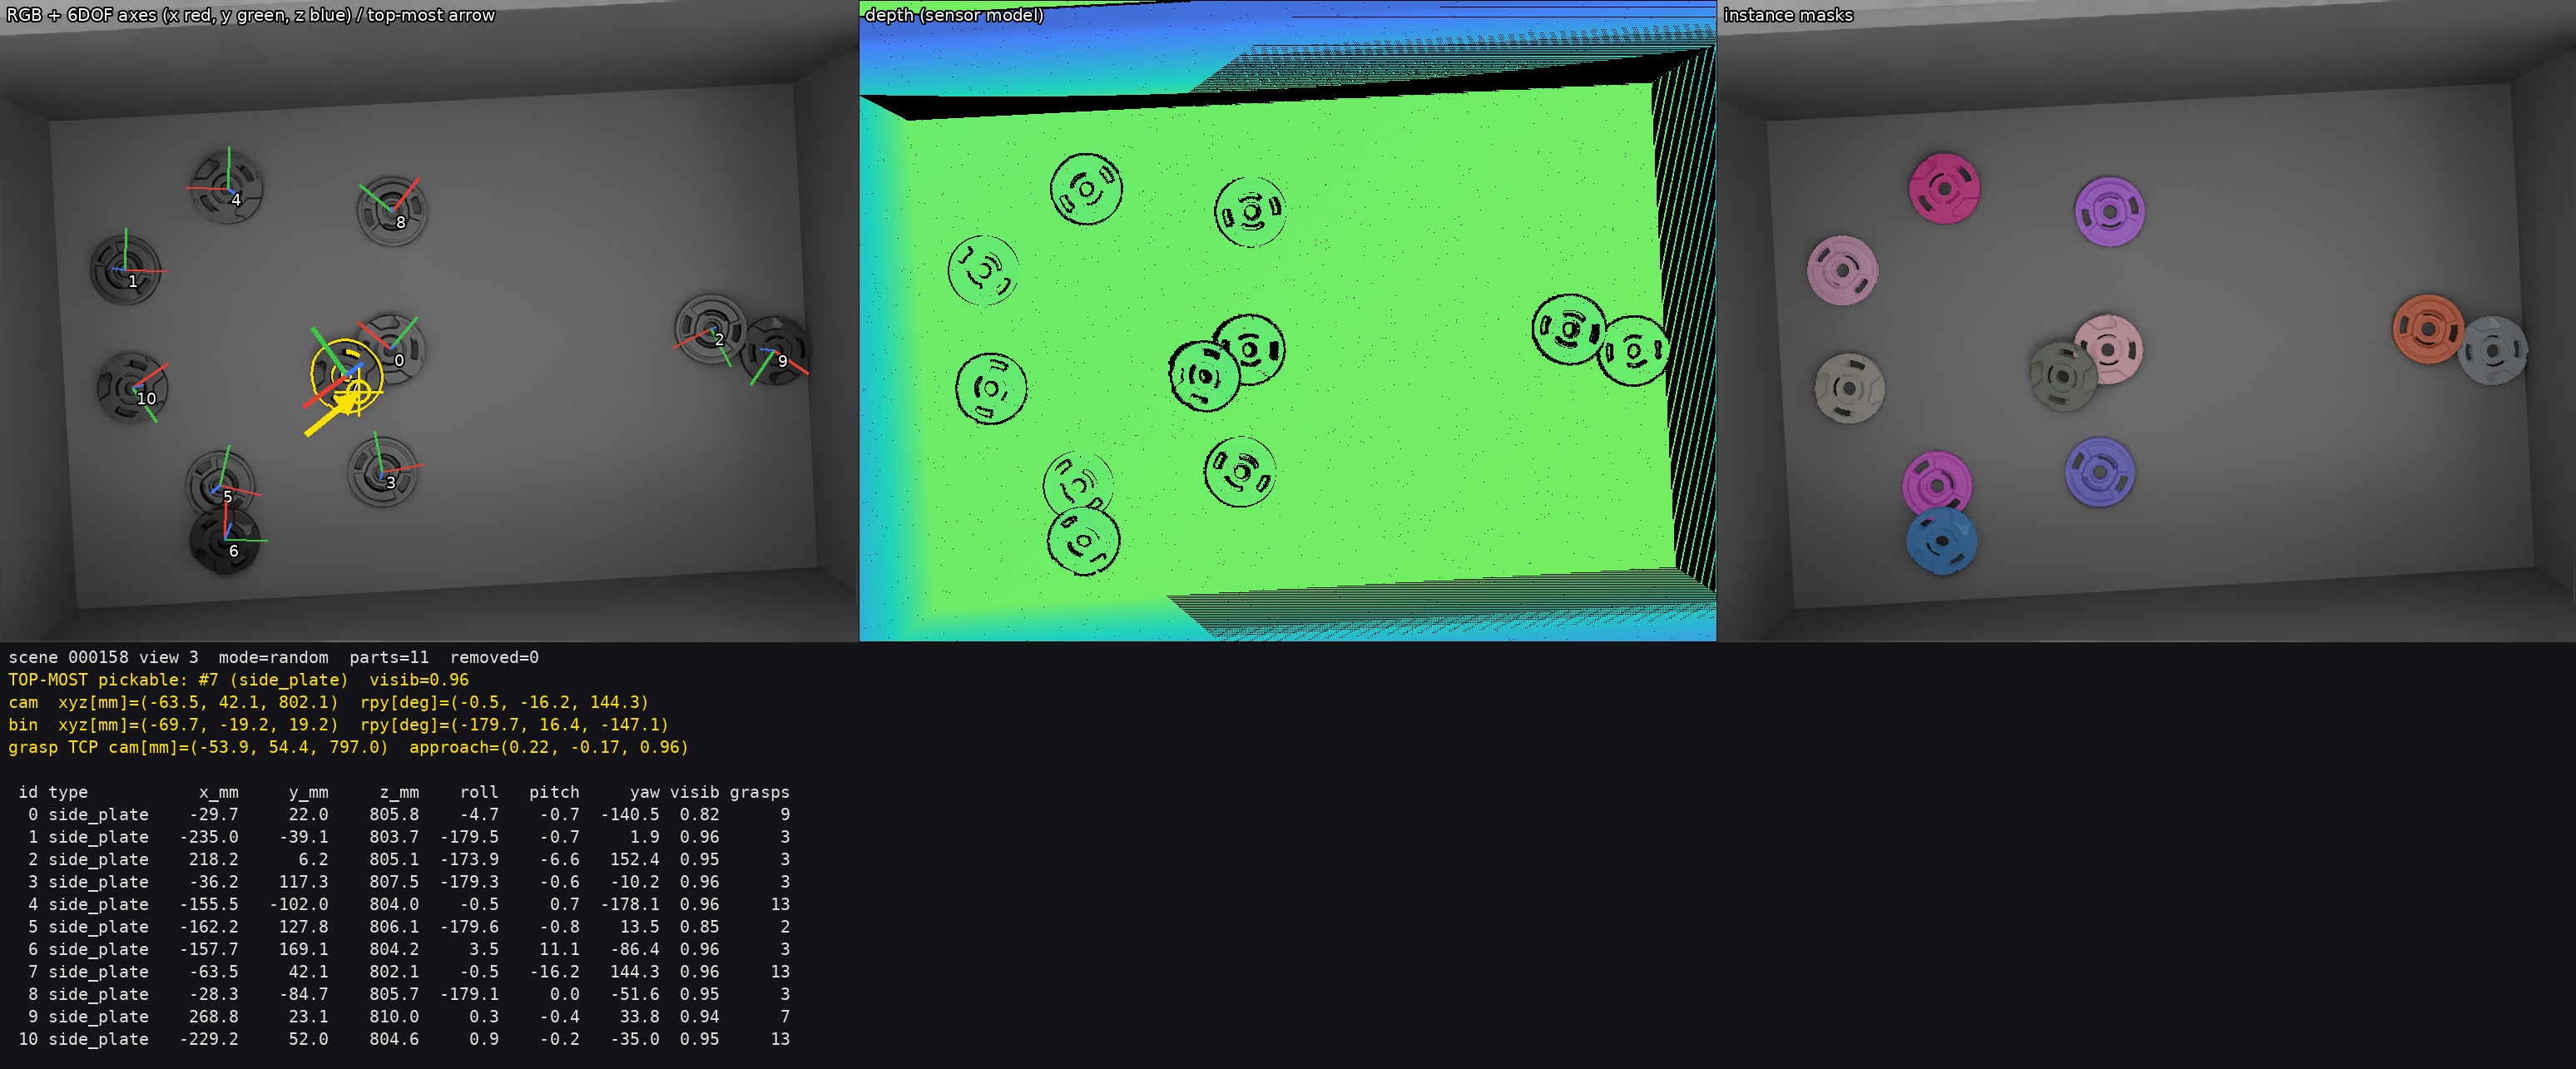 RGB + 6DOF axes (x red, y green, z blue) / top-most arrow
depth (sensor model)
instance masks
4
8
1
0
2
9
10
3
5
6
scene 000158 view 3  mode=random  parts=11  removed=0
TOP-MOST pickable: #7 (side_plate)  visib=0.96
cam  xyz[mm]=(-63.5, 42.1, 802.1)  rpy[deg]=(-0.5, -16.2, 144.3)
bin  xyz[mm]=(-69.7, -19.2, 19.2)  rpy[deg]=(-179.7, 16.4, -147.1)
grasp TCP cam[mm]=(-53.9, 54.4, 797.0)  approach=(0.22, -0.17, 0.96)
id type x_mm y_mm z_mm roll pitch yaw visib grasps
0 side_plate -29.7 22.0 805.8 -4.7 -0.7 -140.5 0.82 9
1 side_plate -235.0 -39.1 803.7 -179.5 -0.7 1.9 0.96 3
2 side_plate 218.2 6.2 805.1 -173.9 -6.6 152.4 0.95 3
3 side_plate -36.2 117.3 807.5 -179.3 -0.6 -10.2 0.96 3
4 side_plate -155.5 -102.0 804.0 -0.5 0.7 -178.1 0.96 13
5 side_plate -162.2 127.8 806.1 -179.6 -0.8 13.5 0.85 2
6 side_plate -157.7 169.1 804.2 3.5 11.1 -86.4 0.96 3
7 side_plate -63.5 42.1 802.1 -0.5 -16.2 144.3 0.96 13
8 side_plate -28.3 -84.7 805.7 -179.1 0.0 -51.6 0.95 3
9 side_plate 268.8 23.1 810.0 0.3 -0.4 33.8 0.94 7
10 side_plate -229.2 52.0 804.6 0.9 -0.2 -35.0 0.95 13